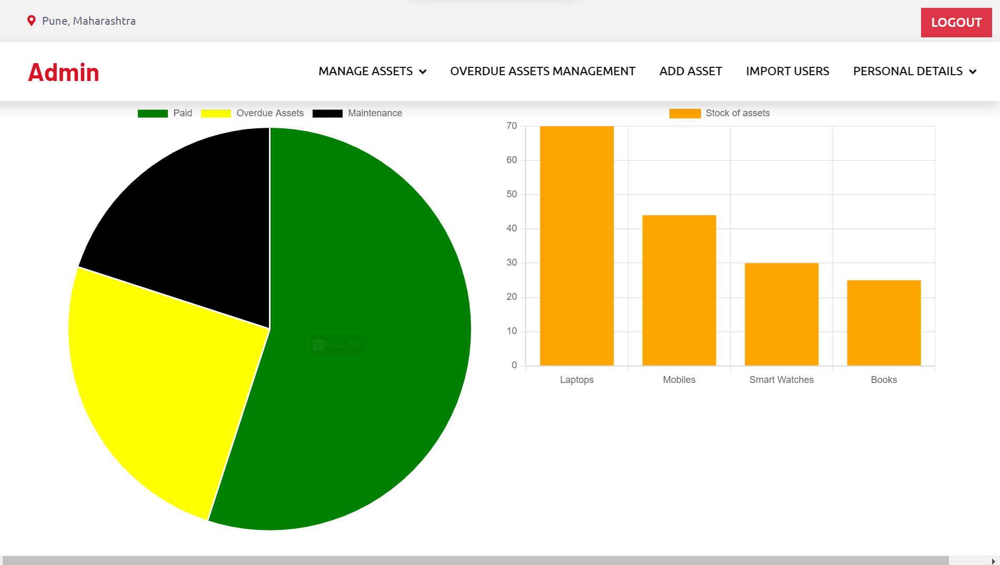 Pune, Maharashtra
LOGOUT
Admin
MANAGE ASSETS
OVERDUE ASSETS MANAGEMENT
ADD ASSET
IMPORT USERS
PERSONAL DETAILS
Paid
Overdue Assets
Maintenance
Paid: 55
Stock of assets
70
60
50
40
30
20
10
0
Laptops
Mobiles
Smart Watches
Books